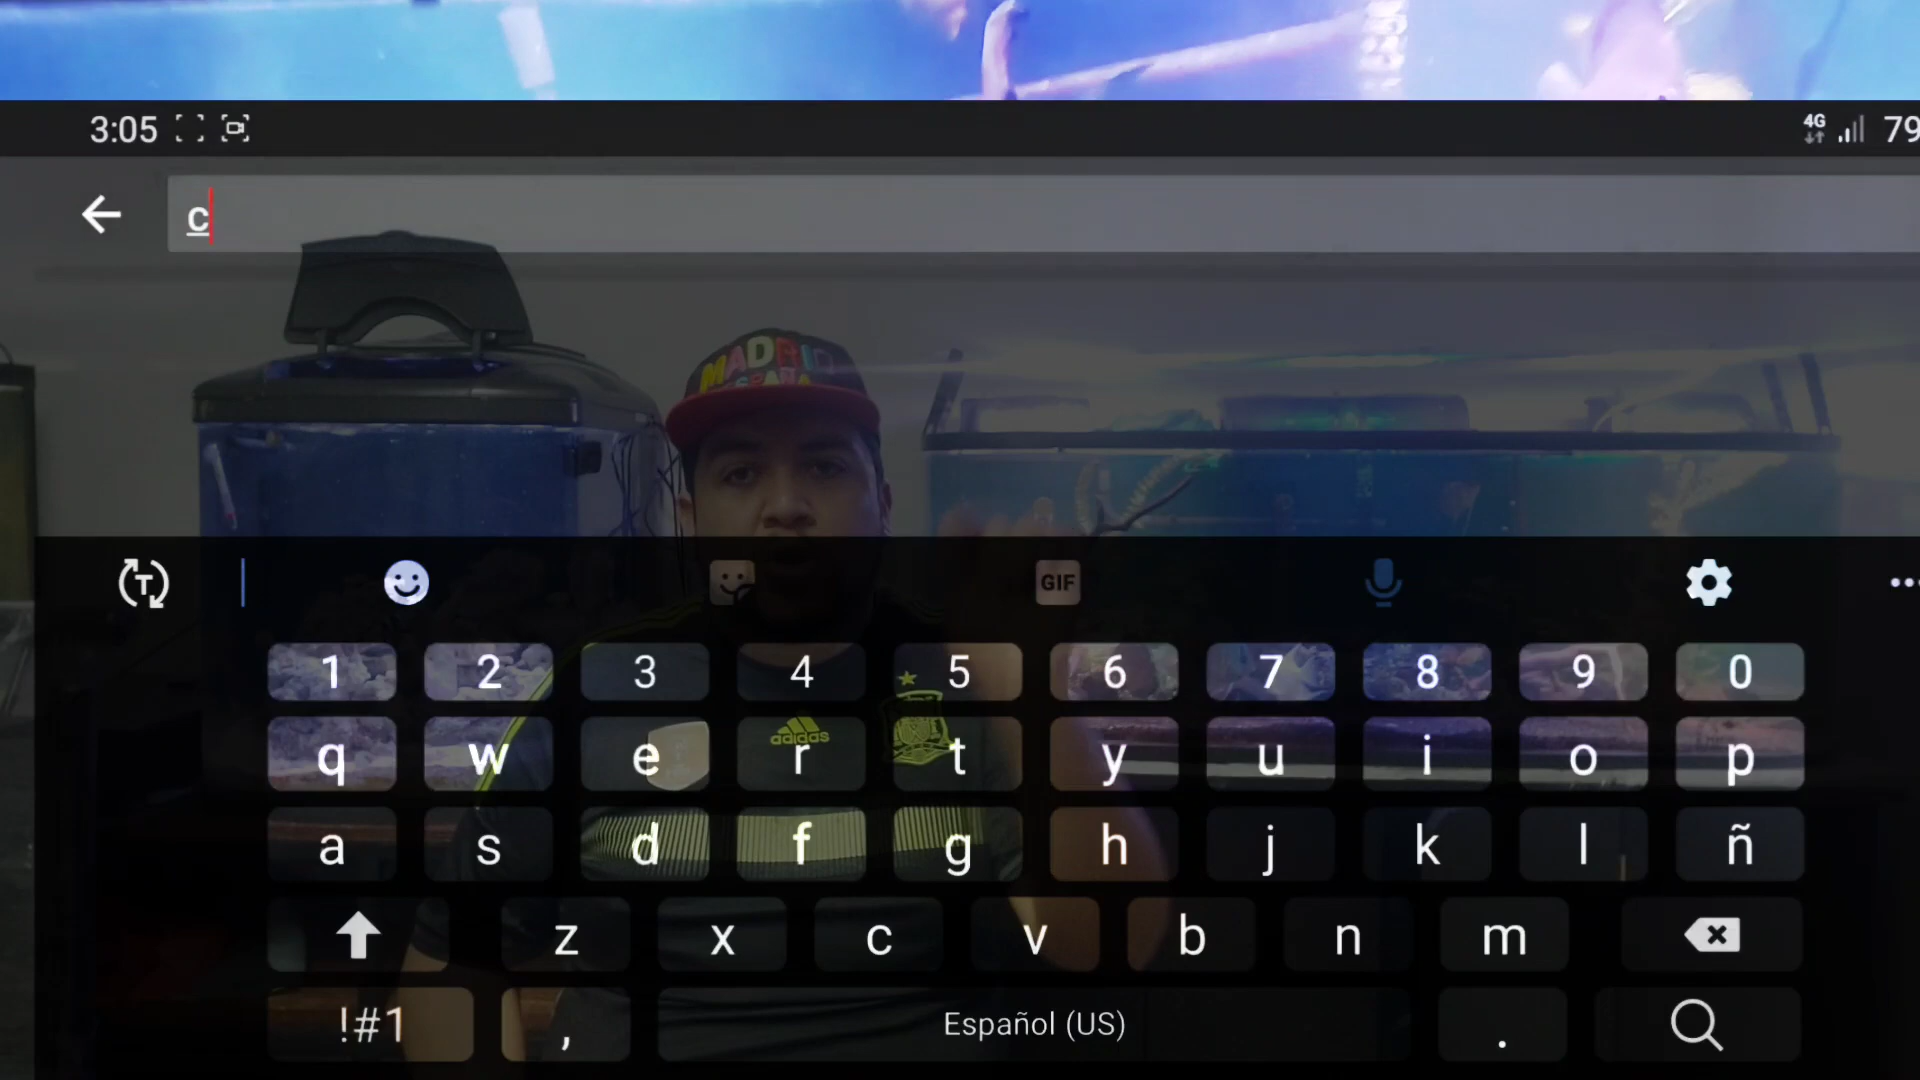 3:05
4G
79
c
MADRID
ESPAÑA
GIF
1 2 3 4 5 6 7 8 9 0
q w e r t y u i o p
adidas
a s d f g h j k l ñ
z x c v b n m
!#1 , Español (US) .